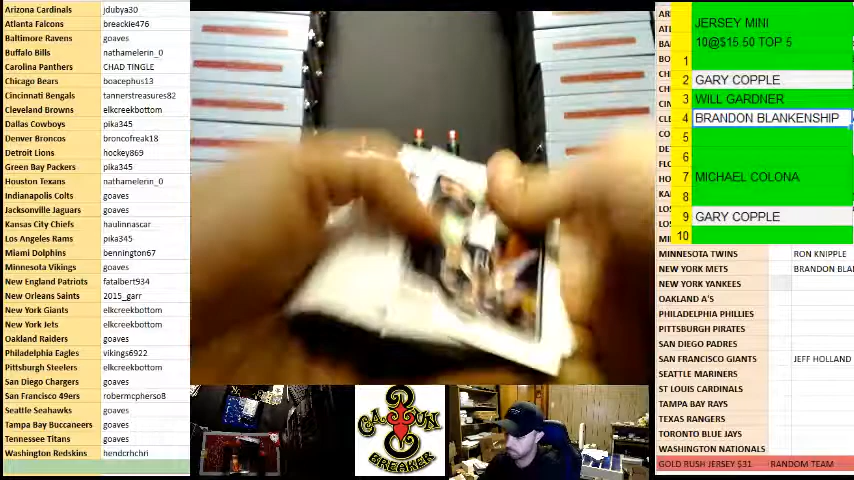 Arizona Cardinals jdubya30
Atlanta Falcons breackie476
Baltimore Ravens goaves
Buffalo Bills nathamelerin_0
Carolina Panthers CHAD TINGLE
Chicago Bears boacephus13
Cincinnati Bengals tannerstreasures82
Cleveland Browns elkcreekbottom
Dallas Cowboys pika345
Denver Broncos broncofreak18
Detroit Lions hockey869
Green Bay Packers pika345
Houston Texans nathamelerin_0
Indianapolis Colts goaves
Jacksonville Jaguars goaves
Kansas City Chiefs haulinnascar
Los Angeles Rams pika345
Miami Dolphins bennington67
Minnesota Vikings goaves
New England Patriots fatalbert934
New Orleans Saints 2015_garr
New York Giants elkcreekbottom
New York Jets elkcreekbottom
Oakland Raiders goaves
Philadelphia Eagles vikings6922
Pittsburgh Steelers elkcreekbottom
San Diego Chargers goaves
San Francisco 49ers robermcpherso8
Seattle Seahawks goaves
Tampa Bay Buccaneers goaves
Tennessee Titans goaves
Washington Redskins hendcrhchri
CAJUN
BREAKER
JERSEY MINI
10@$15.50 TOP 5
1
2 GARY COPPLE
3 WILL GARDNER
4 BRANDON BLANKENSHIP
5
6
7 MICHAEL COLONA
8
9 GARY COPPLE
10
MINNESOTA TWINS RON KNIPPLE
NEW YORK METS BRANDON BLA
NEW YORK YANKEES
OAKLAND A'S
PHILADELPHIA PHILLIES
PITTSBURGH PIRATES
SAN DIEGO PADRES
SAN FRANCISCO GIANTS JEFF HOLLAND
SEATTLE MARINERS
ST LOUIS CARDINALS
TAMPA BAY RAYS
TEXAS RANGERS
TORONTO BLUE JAYS
WASHINGTON NATIONALS
GOLD RUSH JERSEY $31 RANDOM TEAM